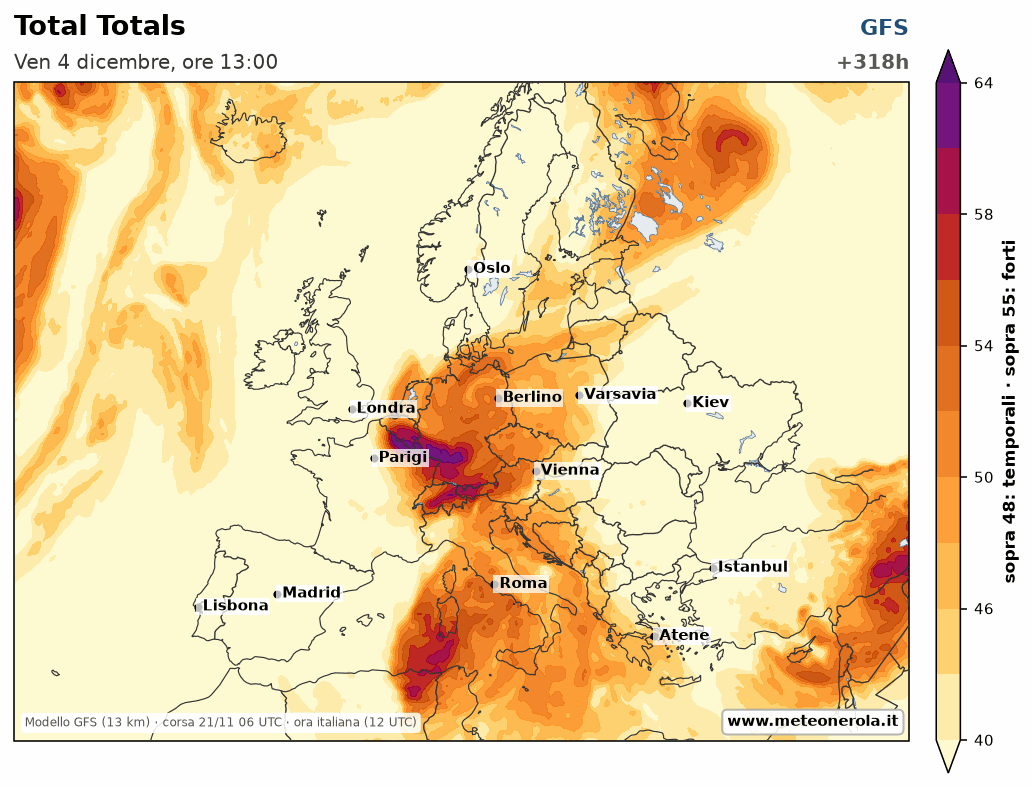 Total Totals
GFS
Ven 4 dicembre, ore 13:00
+318h
64
58
54
50
46
40
sopra 48: temporali · sopra 55: forti
Oslo
Londra
Berlino
Varsavia
Kiev
Parigi
Vienna
Istanbul
Roma
Madrid
Lisbona
Atene
Modello GFS (13 km) · corsa 21/11 06 UTC · ora italiana (12 UTC)
www.meteonerola.it